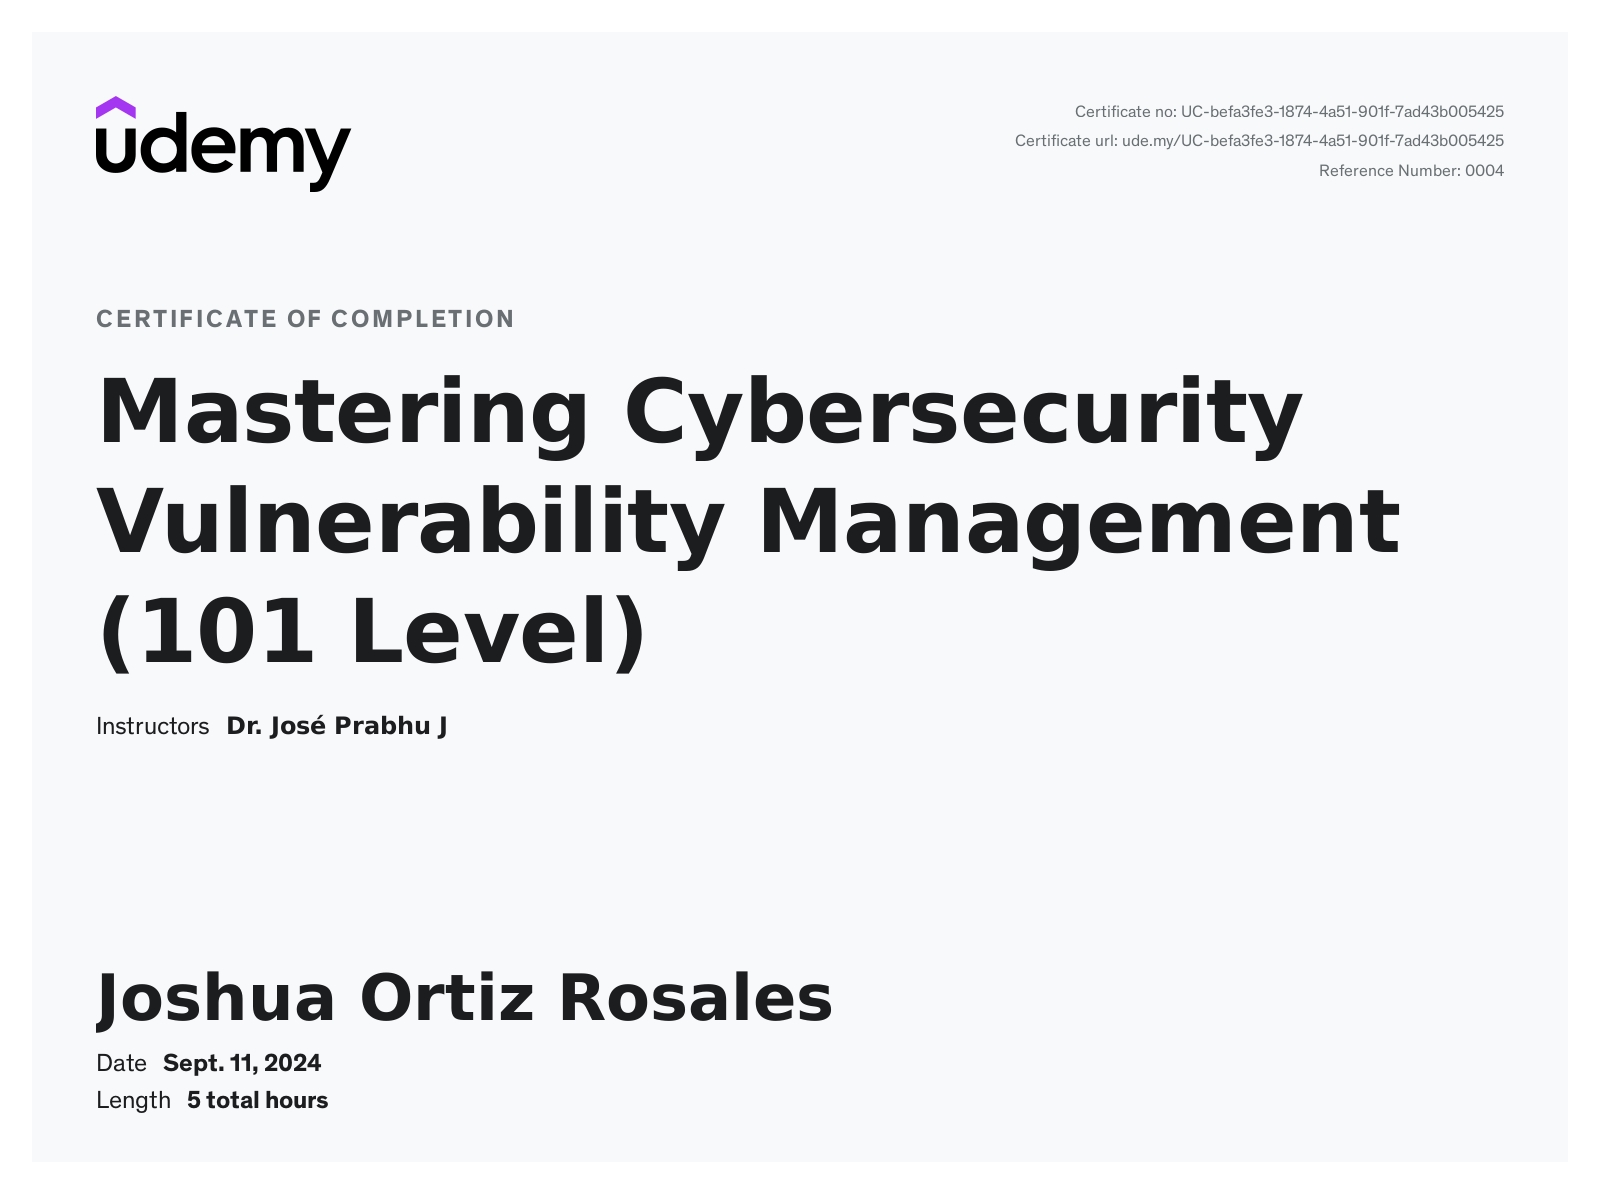 udemy
Certificate no: UC-befa3fe3-1874-4a51-901f-7ad43b005425
Certificate url: ude.my/UC-befa3fe3-1874-4a51-901f-7ad43b005425
Reference Number: 0004
CERTIFICATE OF COMPLETION
Mastering Cybersecurity
Vulnerability Management
(101 Level)
Instructors Dr. José Prabhu J
Joshua Ortiz Rosales
Date Sept. 11, 2024
Length 5 total hours